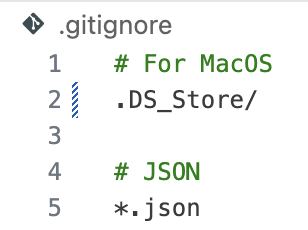 .gitignore
1 # For MacOS
2 .DS_Store/
3
4 # JSON
5 *.json